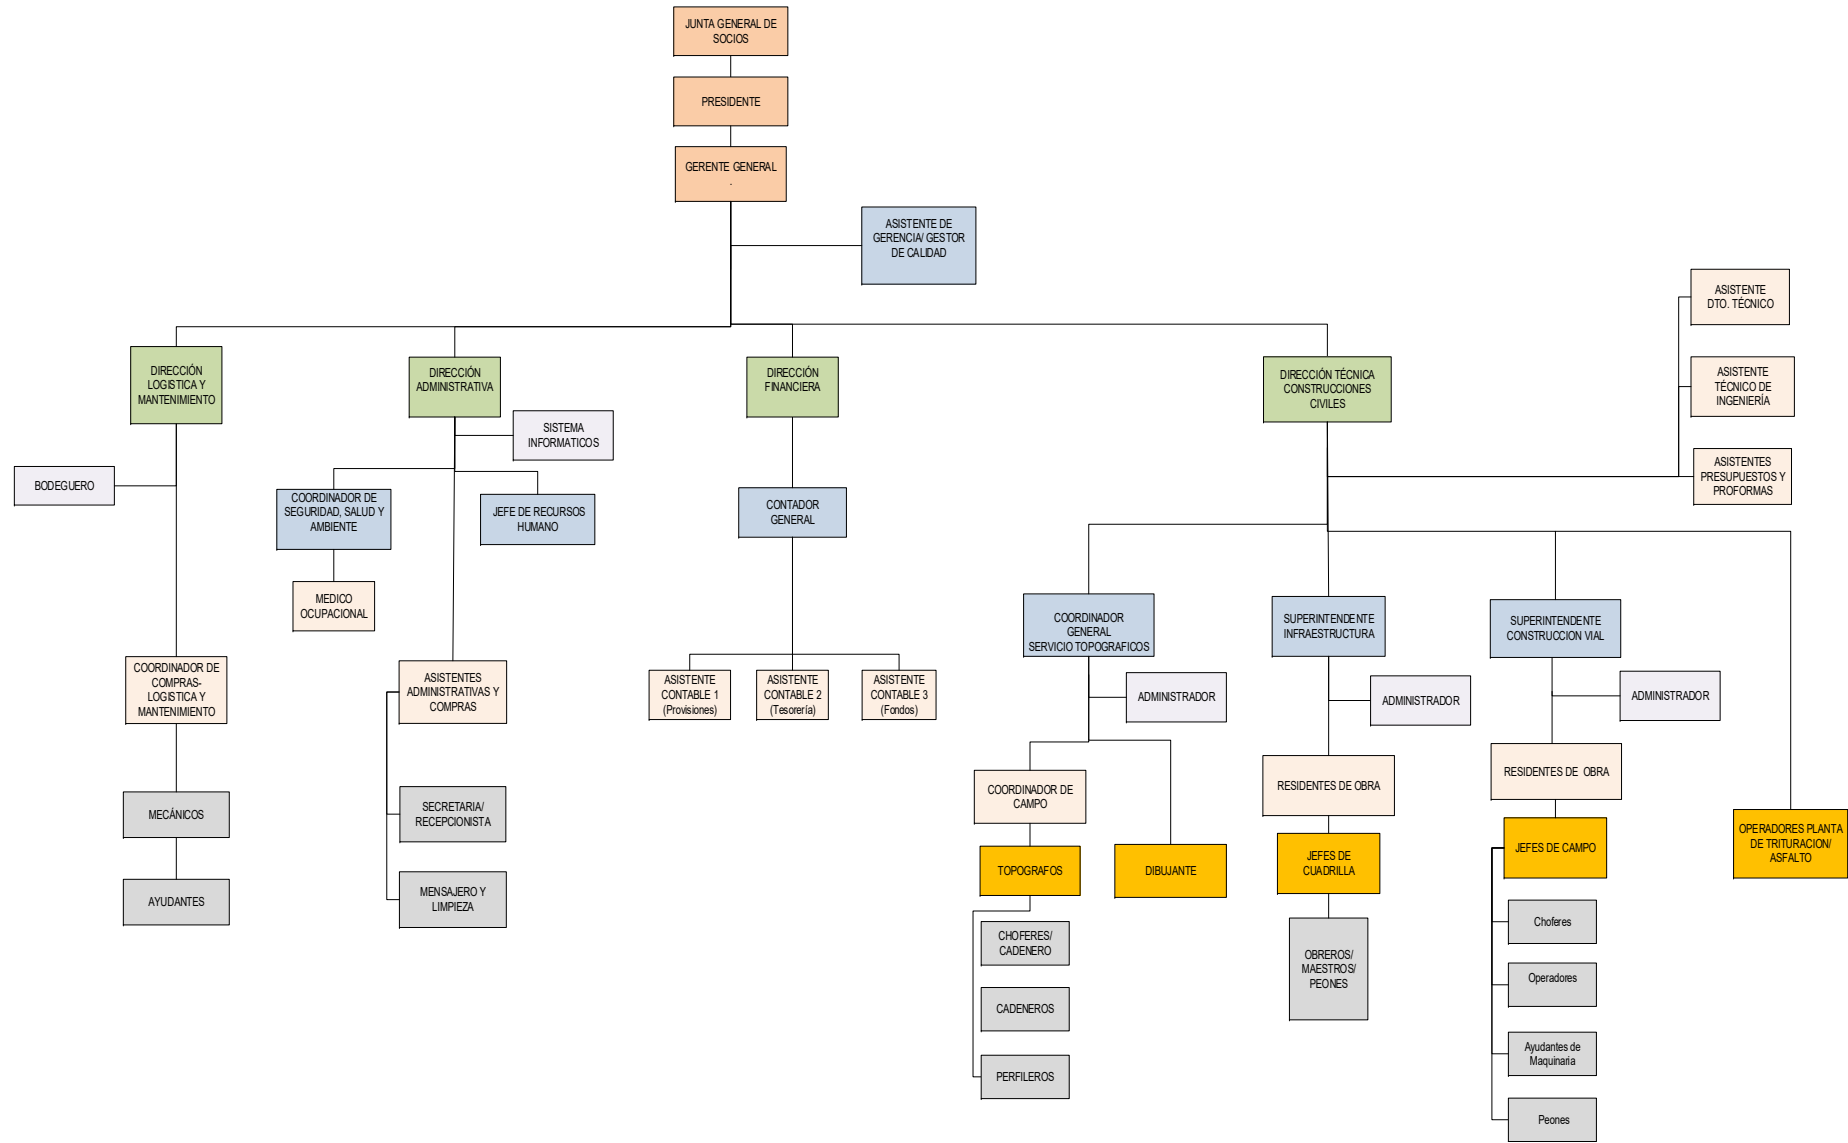 JUNTA GENERAL DE
SOCIOS
PRESIDENTE
GERENTE GENERAL
.
ASISTENTE DE
GERENCIA/ GESTOR
DE CALIDAD
ASISTENTE
DTO. TÉCNICO
ASISTENTE
TÉCNICO DE
INGENIERÍA
ASISTENTES
PRESUPUESTOS Y
PROFORMAS
DIRECCIÓN
LOGISTICA Y
MANTENIMIENTO
BODEGUERO
COORDINADOR DE
COMPRAS-
LOGISTICA Y
MANTENIMIENTO
MECÁNICOS
AYUDANTES
DIRECCIÓN
ADMINISTRATIVA
SISTEMA
INFORMATICOS
COORDINADOR DE
SEGURIDAD, SALUD Y
AMBIENTE
JEFE DE RECURSOS
HUMANO
MEDICO
OCUPACIONAL
ASISTENTES
ADMINISTRATIVAS Y
COMPRAS
SECRETARIA/
RECEPCIONISTA
MENSAJERO Y
LIMPIEZA
DIRECCIÓN
FINANCIERA
CONTADOR
GENERAL
ASISTENTE
CONTABLE 1
(Provisiones)
ASISTENTE
CONTABLE 2
(Tesorería)
ASISTENTE
CONTABLE 3
(Fondos)
DIRECCIÓN TÉCNICA
CONSTRUCCIONES
CIVILES
COORDINADOR
GENERAL
SERVICIO TOPOGRAFICOS
ADMINISTRADOR
COORDINADOR DE
CAMPO
TOPOGRAFOS
DIBUJANTE
CHOFERES/
CADENERO
CADENEROS
PERFILEROS
SUPERINTENDENTE
INFRAESTRUCTURA
ADMINISTRADOR
RESIDENTES DE OBRA
JEFES DE
CUADRILLA
OBREROS/
MAESTROS/
PEONES
SUPERINTENDENTE
CONSTRUCCION VIAL
ADMINISTRADOR
RESIDENTES DE OBRA
JEFES DE CAMPO
Choferes
Operadores
Ayudantes de
Maquinaria
Peones
OPERADORES PLANTA
DE TRITURACION/
ASFALTO